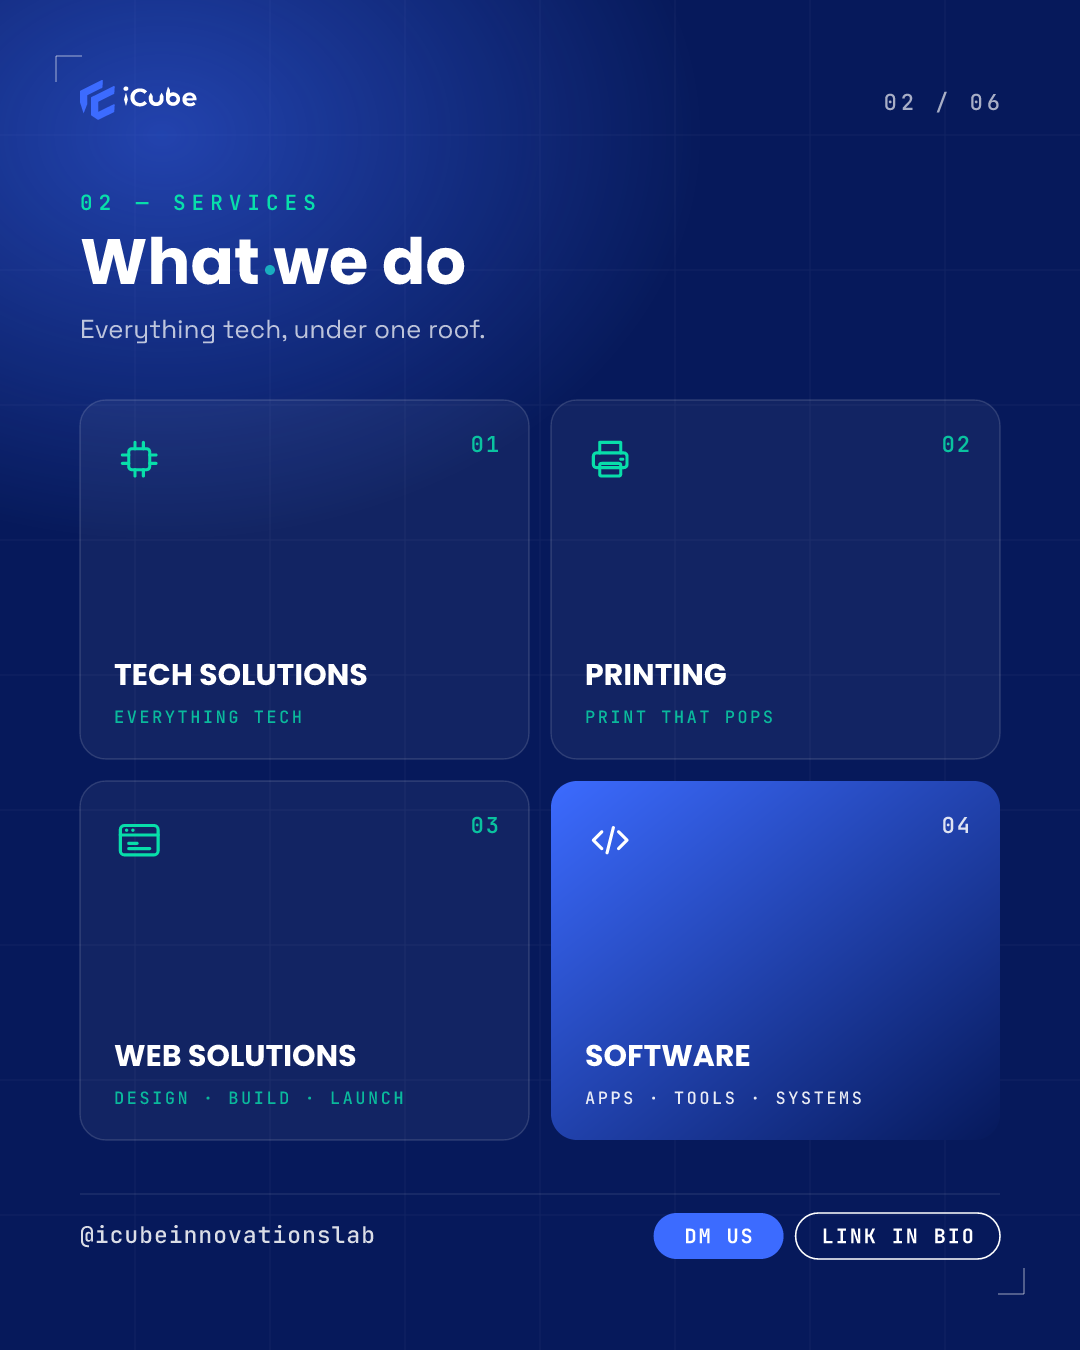 iCube
02 / 06
02 — SERVICES
What we do
Everything tech, under one roof.
01
TECH SOLUTIONS
EVERYTHING TECH
02
PRINTING
PRINT THAT POPS
03
WEB SOLUTIONS
DESIGN · BUILD · LAUNCH
04
SOFTWARE
APPS · TOOLS · SYSTEMS
@icubeinnovationslab
DM US
LINK IN BIO